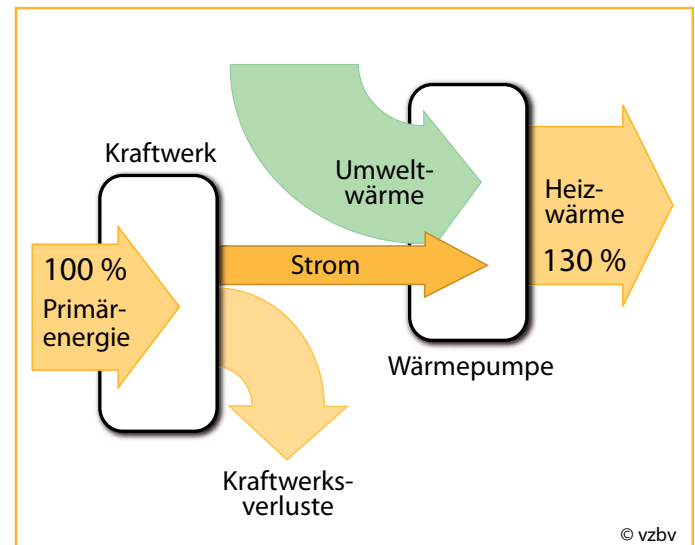 Kraftwerk
100 %
Primär-
energie
Umwelt-
wärme
Strom
Heiz-
wärme
130 %
Wärmepumpe
Kraftwerks-
verluste
© vzbv